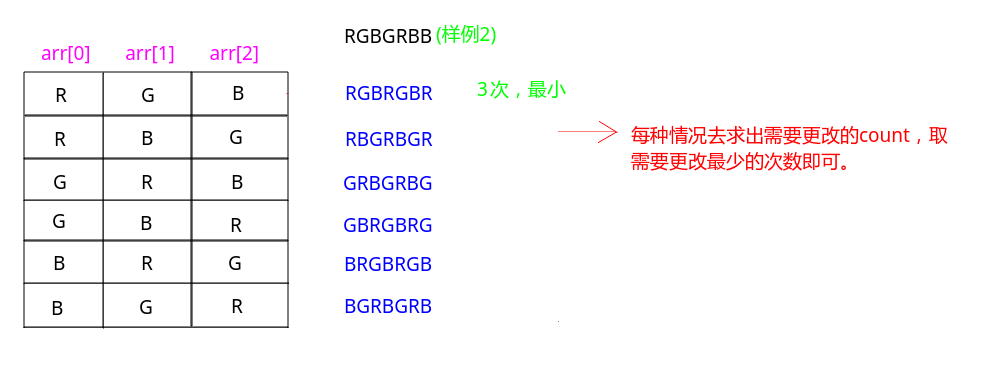 RGBGRBB (样例2)
arr[0] arr[1] arr[2]
R G B RGBRGBR 3次，最小
R B G RBGRBGR 每种情况去求出需要更改的count，取
需要更改最少的次数即可。
G R B GRBGRBG
G B R GBRGBRG
B R G BRGBRGB
B G R BGRBGRB